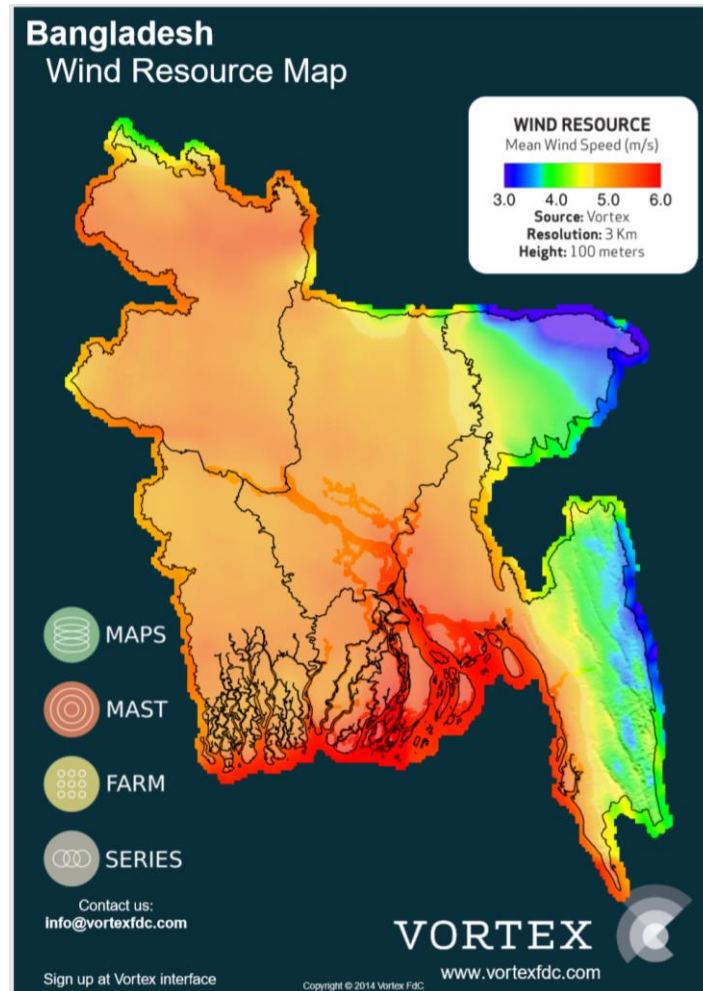 Bangladesh
Wind Resource Map
WIND RESOURCE
Mean Wind Speed (m/s)
3.0 4.0 5.0 6.0
Source: Vortex
Resolution: 3 Km
Height: 100 meters
MAPS
MAST
FARM
SERIES
Contact us:
info@vortexfdc.com
VORTEX
www.vortexfdc.com
Sign up at Vortex interface
Copyright © 2014 Vortex FdC